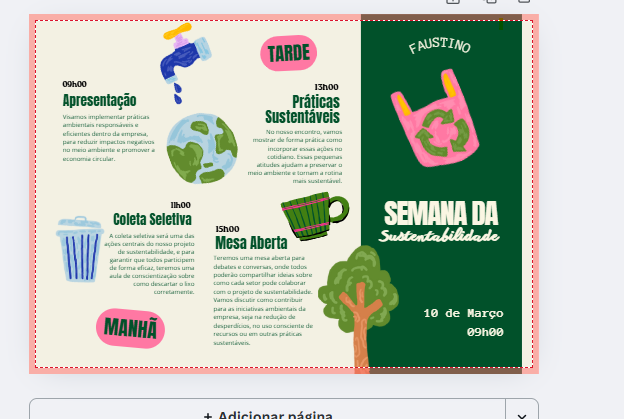 09h00
Apresentação
Visamos implementar práticas
ambientais responsáveis e
eficientes dentro da empresa,
para reduzir impactos negativos
no meio ambiente e promover a
economia circular.
TARDE
13h00
Práticas
Sustentáveis
No nosso encontro, vamos
mostrar de forma prática como
incorporar essas ações no
cotidiano. Essas pequenas
atitudes ajudam a preservar o
meio ambiente e tornam a rotina
mais sustentável.
11h00
Coleta Seletiva
A coleta seletiva será uma das
ações centrais do nosso projeto
de sustentabilidade, e para
garantir que todos participem
de forma eficaz, teremos uma
aula de conscientização sobre
como descartar o lixo
corretamente.
MANHÃ
15h00
Mesa Aberta
Teremos uma mesa aberta para
debates e conversas, onde todos
poderão compartilhar ideias sobre
como cada setor pode colaborar
com o projeto de sustentabilidade.
Vamos discutir como contribuir
para as iniciativas ambientais da
empresa, seja na redução de
desperdícios, no uso consciente de
recursos ou em outras práticas
sustentáveis.
FAUSTINO
SEMANA DA
Sustentabilidade
10 de Março
09h00
+ Adicionar página